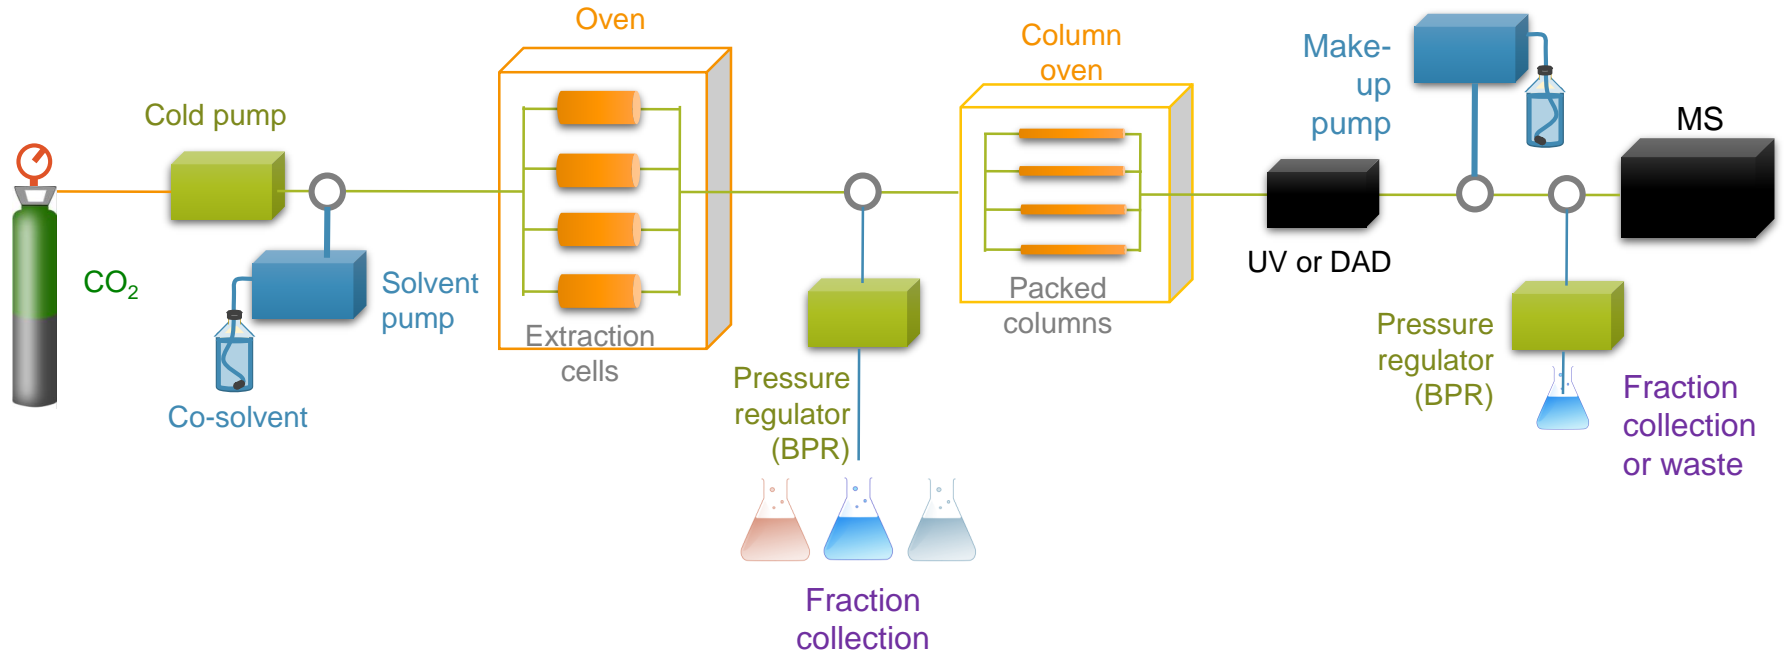 Oven
Column
oven
Make-
up
pump
MS
Cold pump
CO₂
Solvent
pump
Co-solvent
Extraction
cells
Packed
columns
UV or DAD
Pressure
regulator
(BPR)
Pressure
regulator
(BPR)
Fraction
collection
or waste
Fraction
collection